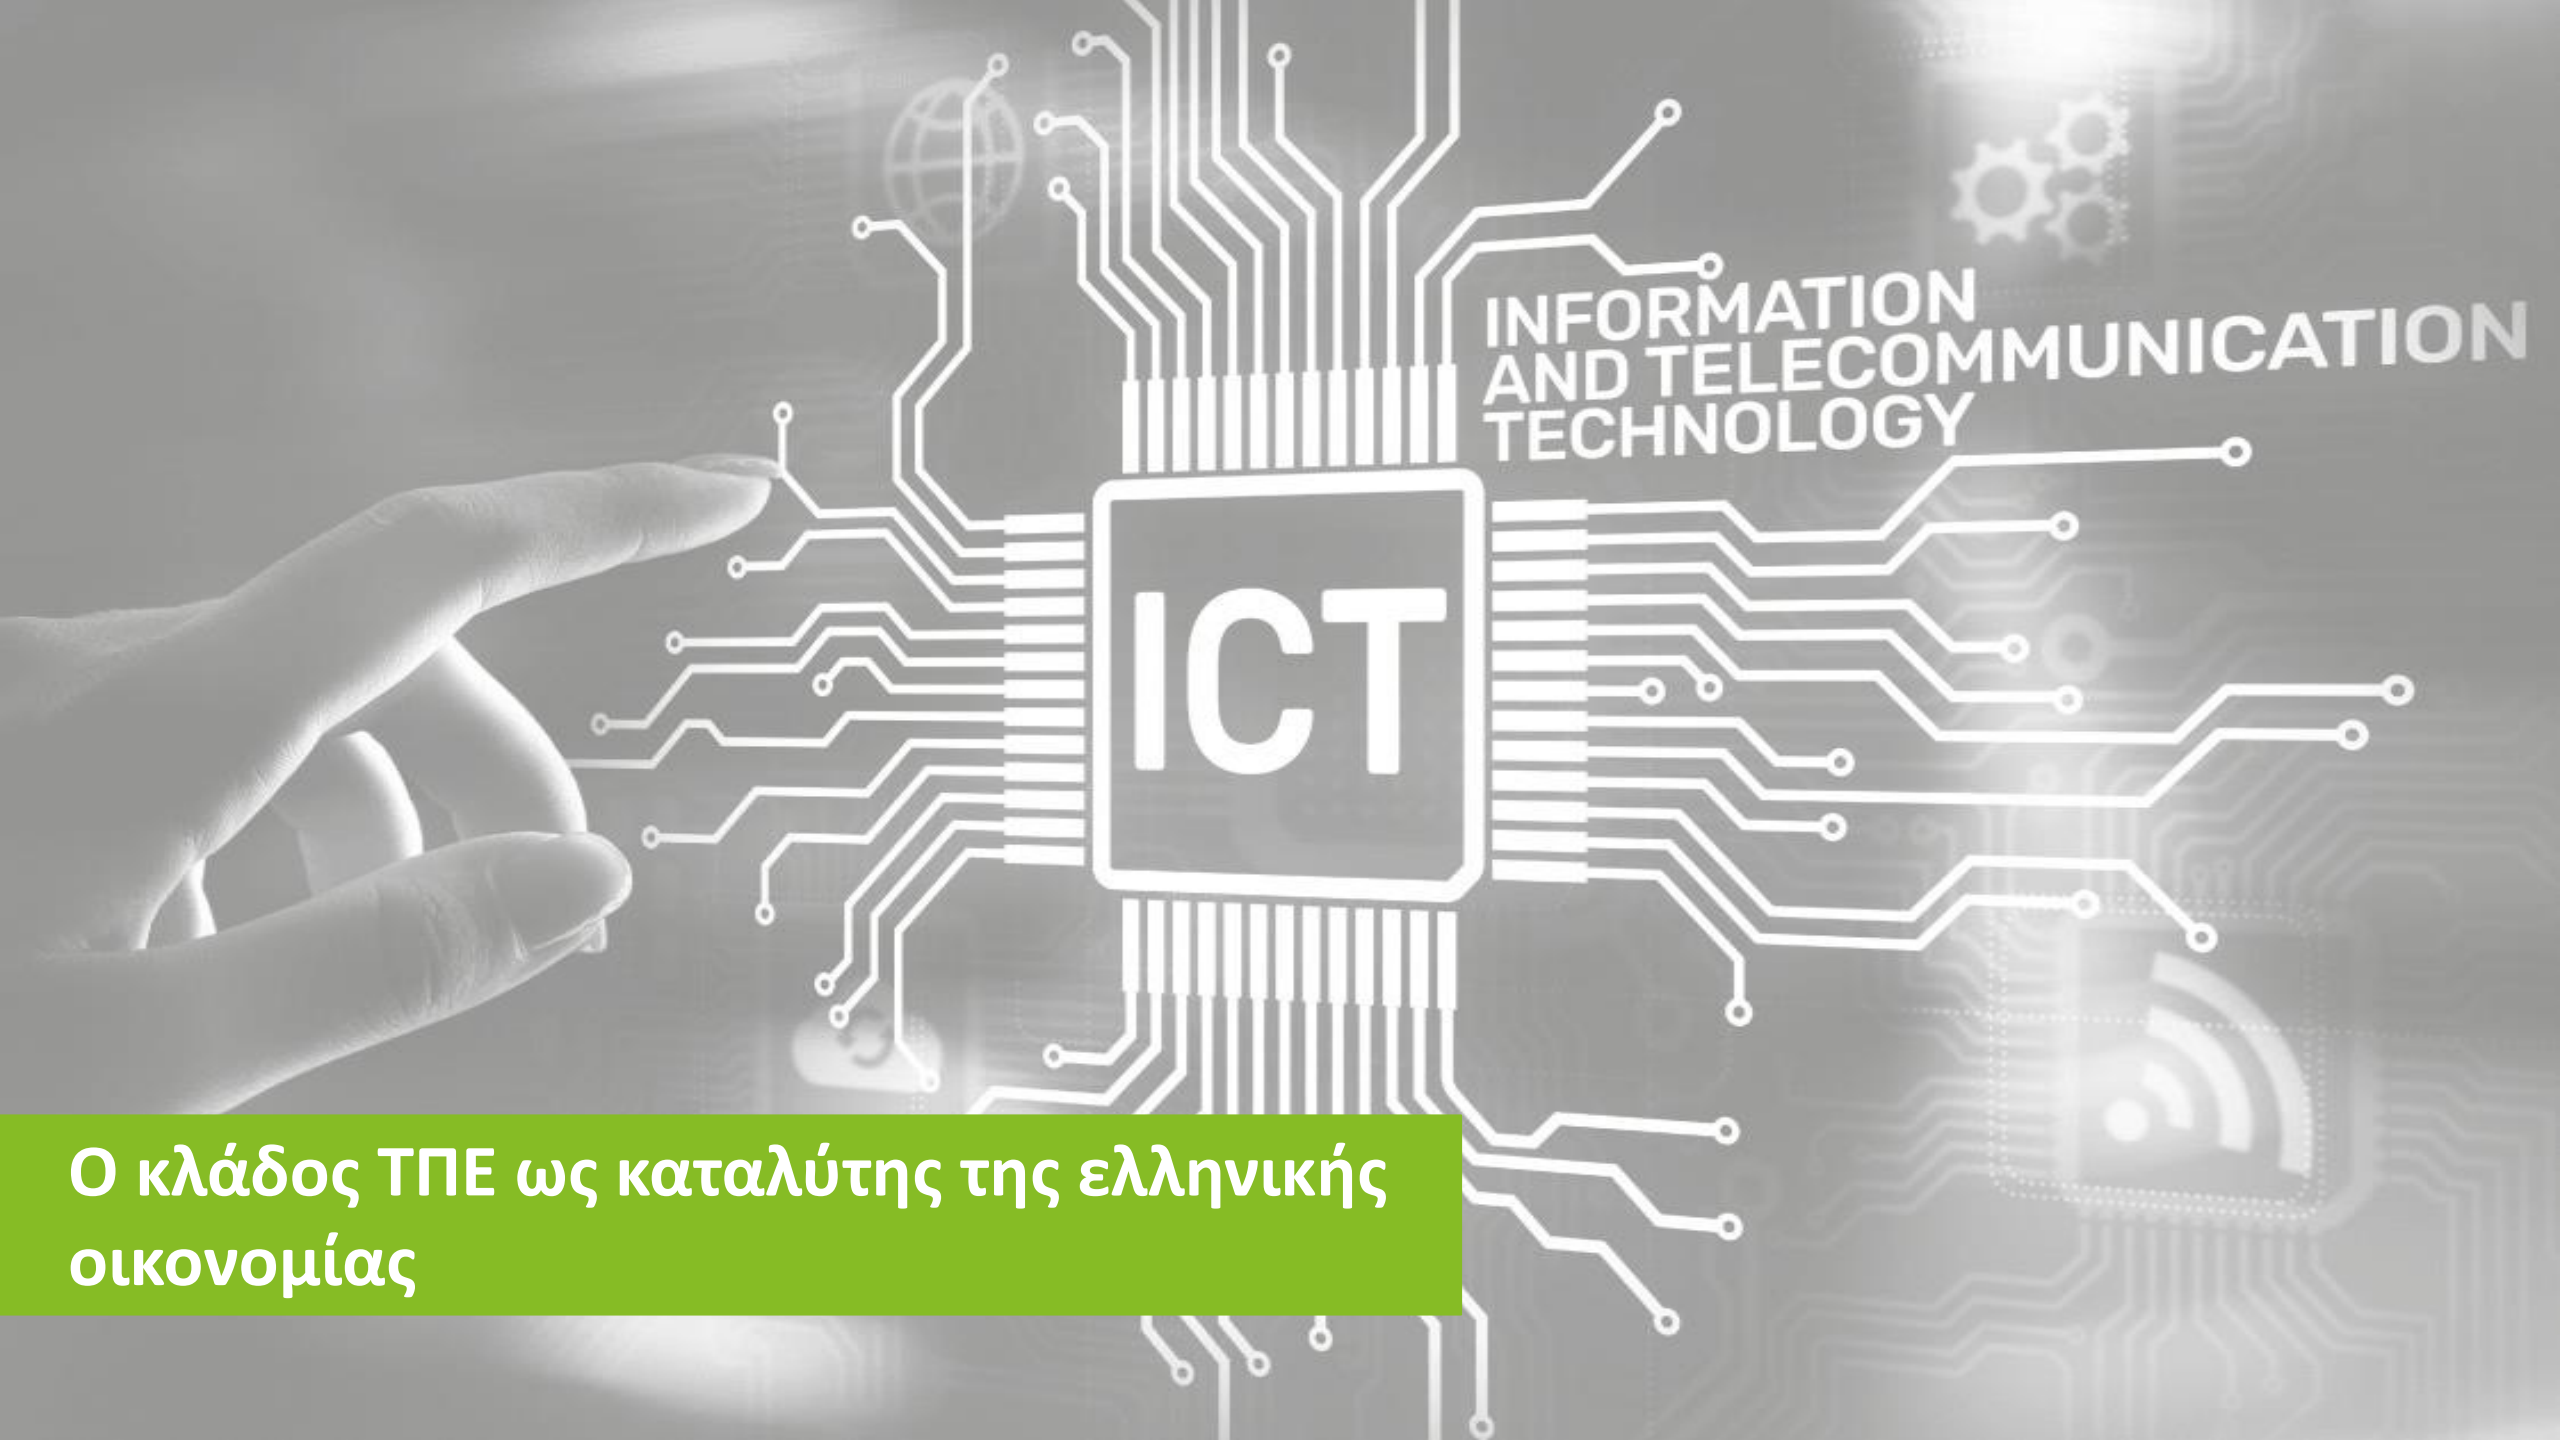 INFORMATION
AND TELECOMMUNICATION
TECHNOLOGY
ICT
Ο κλάδος ΤΠΕ ως καταλύτης της ελληνικής
οικονομίας